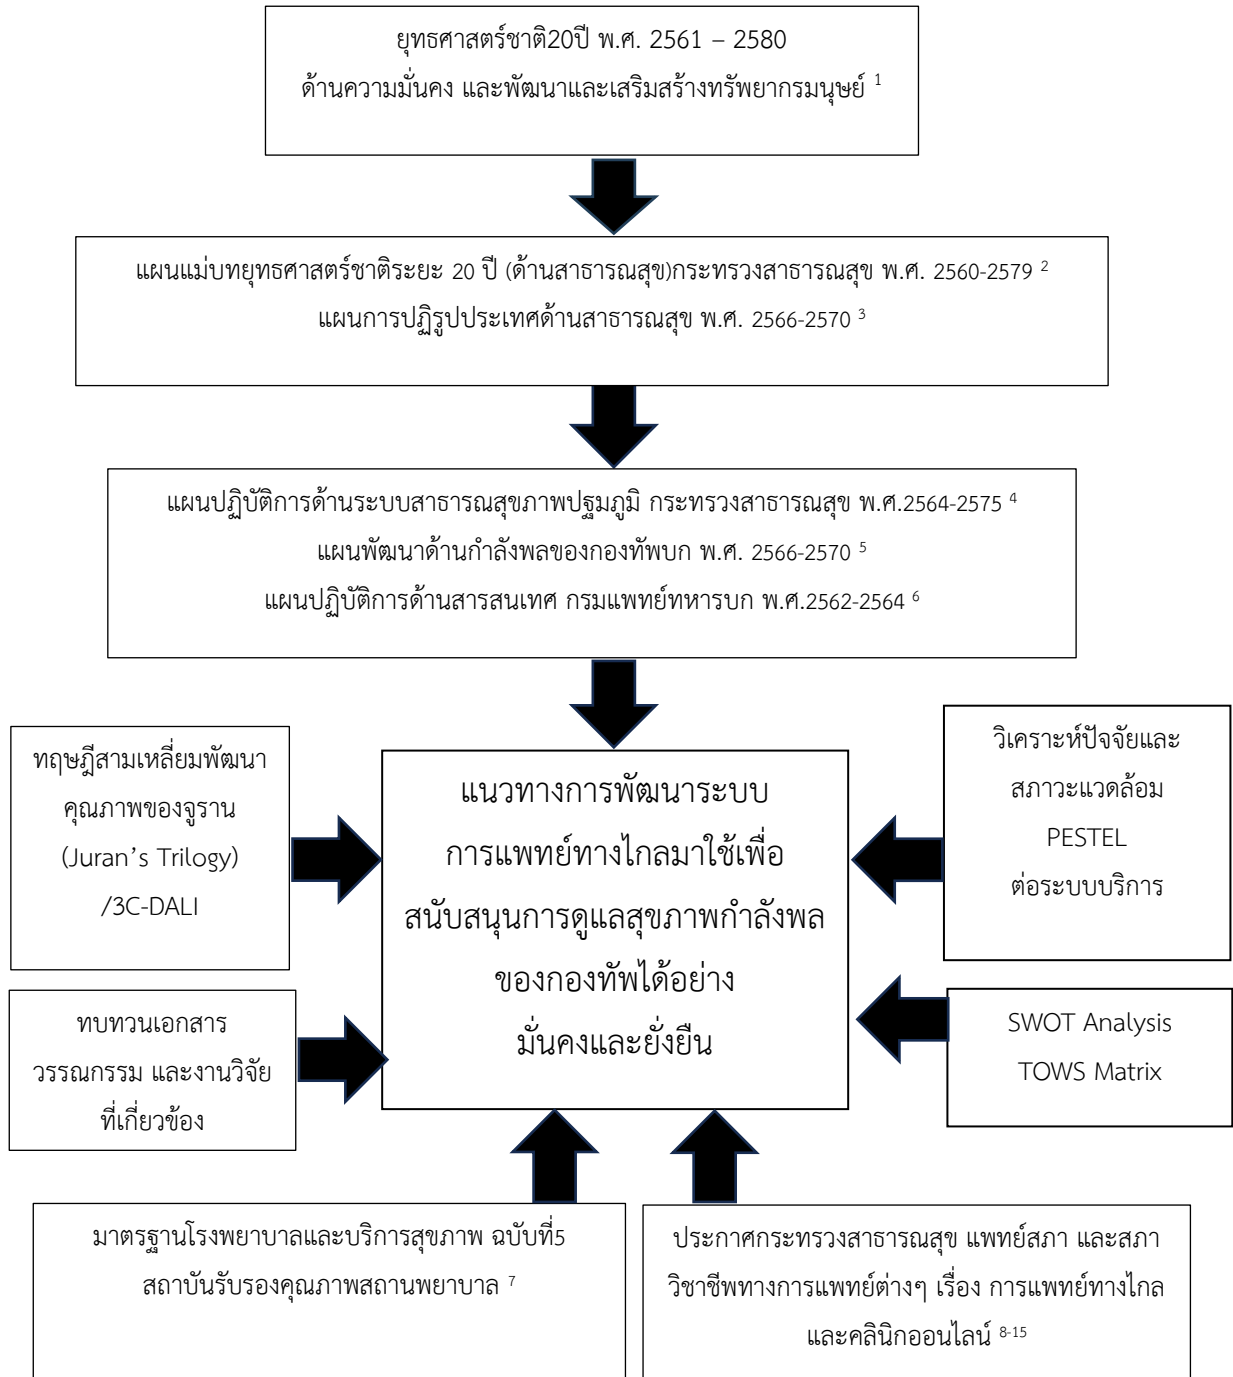 ยุทธศาสตร์ชาติ20ปี พ.ศ. 2561 – 2580
ด้านความมั่นคง และพัฒนาและเสริมสร้างทรัพยากรมนุษย์ 1
แผนแม่บทยุทธศาสตร์ชาติระยะ 20 ปี (ด้านสาธารณสุข)กระทรวงสาธารณสุข พ.ศ. 2560-2579 2
แผนการปฏิรูปประเทศด้านสาธารณสุข พ.ศ. 2566-2570 3
แผนปฏิบัติการด้านระบบสาธารณสุขภาพปฐมภูมิ กระทรวงสาธารณสุข พ.ศ.2564-2575 4
แผนพัฒนาด้านกำลังพลของกองทัพบก พ.ศ. 2566-2570 5
แผนปฏิบัติการด้านสารสนเทศ กรมแพทย์ทหารบก พ.ศ.2562-2564 6
ทฤษฎีสามเหลี่ยมพัฒนา
คุณภาพของจูราน
(Juran’s Trilogy)
/3C-DALI
ทบทวนเอกสาร
วรรณกรรม และงานวิจัย
ที่เกี่ยวข้อง
แนวทางการพัฒนาระบบ
การแพทย์ทางไกลมาใช้เพื่อ
สนับสนุนการดูแลสุขภาพกำลังพล
ของกองทัพได้อย่าง
มั่นคงและยั่งยืน
วิเคราะห์ปัจจัยและ
สภาวะแวดล้อม
PESTEL
ต่อระบบบริการ
SWOT Analysis
TOWS Matrix
มาตรฐานโรงพยาบาลและบริการสุขภาพ ฉบับที่5
สถาบันรับรองคุณภาพสถานพยาบาล 7
ประกาศกระทรวงสาธารณสุข แพทย์สภา และสภา
วิชาชีพทางการแพทย์ต่างๆ เรื่อง การแพทย์ทางไกล
และคลินิกออนไลน์ 8-15